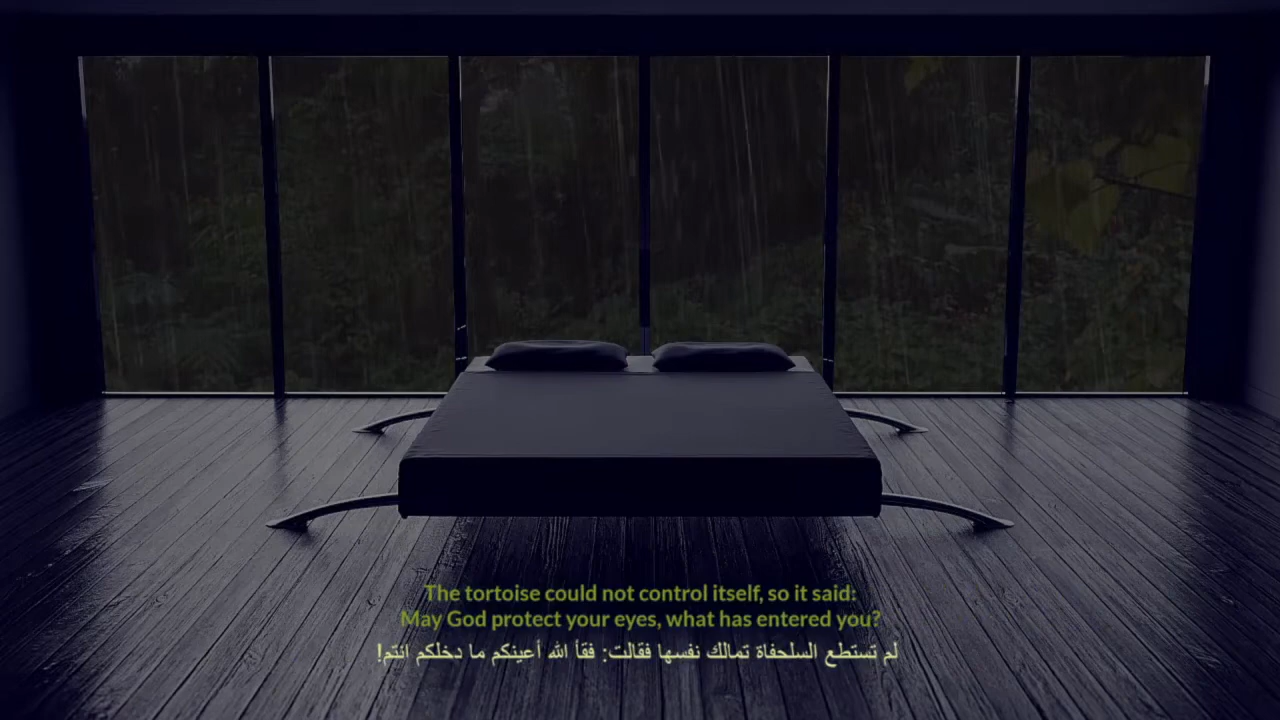 The tortoise could not control itself, so it said:
May God protect your eyes, what has entered you?
لم تستطع السلحفاة تمالك نفسها فقالت: فقأ الله أعينكم ما دخلكم انتم!